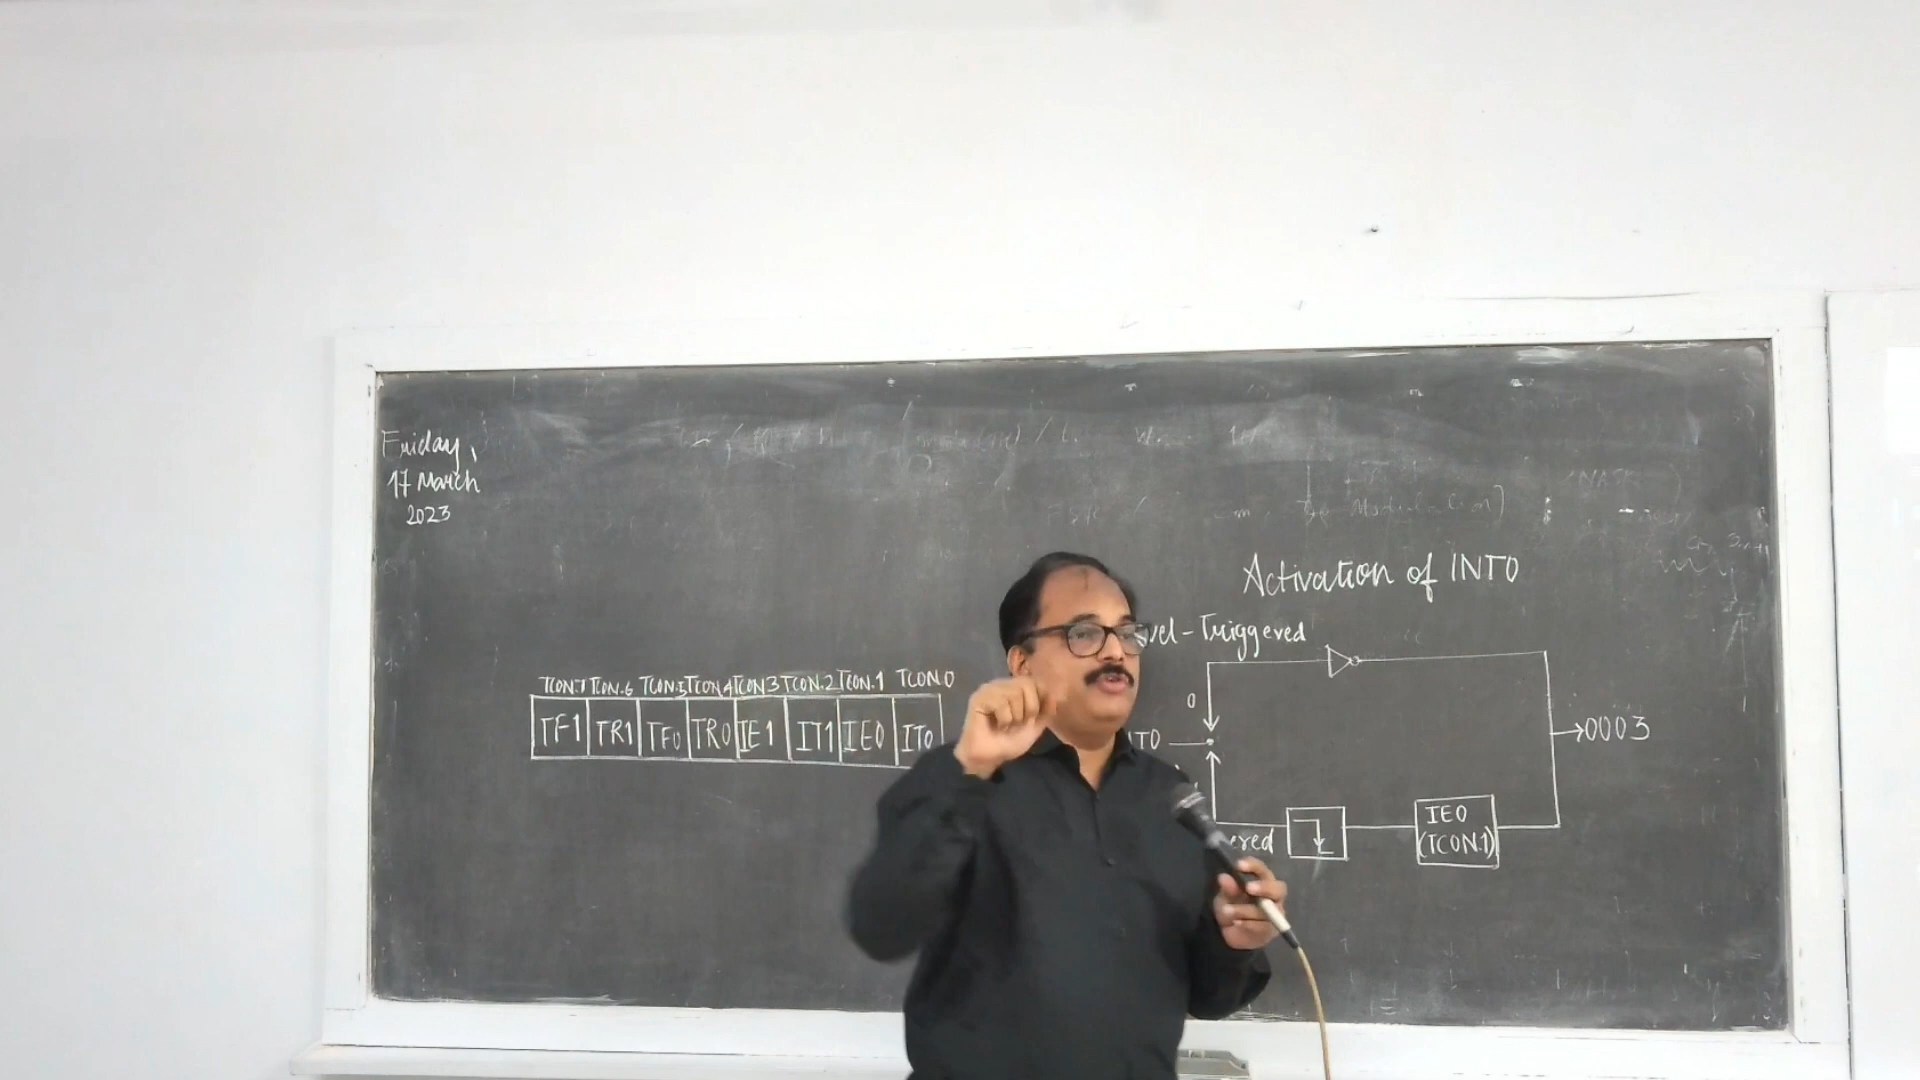 Friday,
17 March
2023
Activation of INT0
Level-Triggered
TCON.7 TCON.6 TCON.5 TCON.4 TCON.3 TCON.2 TCON.1 TCON.0
TF1 TR1 TF0 TR0 IE1 IT1 IE0 IT0
0
→0003
IE0
(TCON.1)